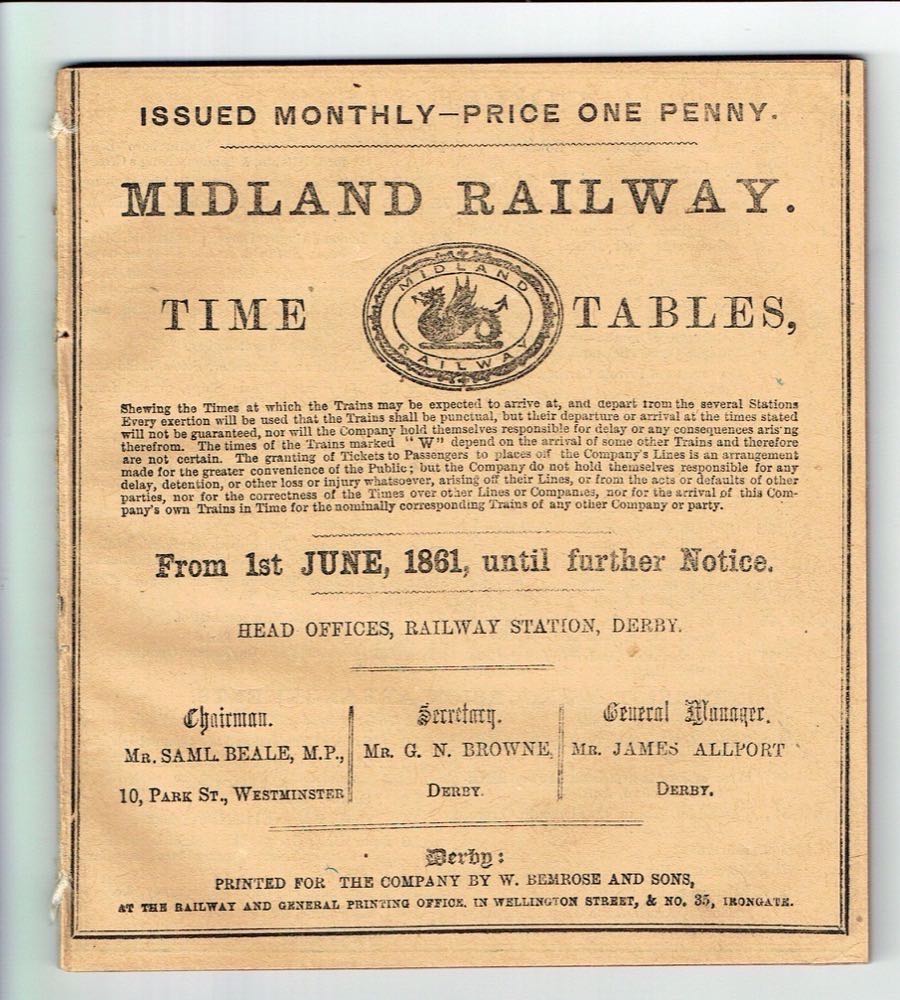 ISSUED MONTHLY—PRICE ONE PENNY.
MIDLAND RAILWAY.
TIME TABLES,
MIDLAND
RAILWAY
Shewing the Times at which the Trains may be expected to arrive at, and depart from the several Stations
Every exertion will be used that the Trains shall be punctual, but their departure or arrival at the times stated
will not be guaranteed, nor will the Company hold themselves responsible for delay or any consequences arising
therefrom. The times of the Trains marked "W" depend on the arrival of some other Trains and therefore
are not certain. The granting of Tickets to Passengers to places off the Company's Lines is an arrangement
made for the greater convenience of the Public; but the Company do not hold themselves responsible for any
delay, detention, or other loss or injury whatsoever, arising off their Lines, or from the acts or defaults of other
parties, nor for the correctness of the Times over other Lines or Companies, nor for the arrival of this Com-
pany's own Trains in Time for the nominally corresponding Trains of any other Company or party.
From 1st JUNE, 1861, until further Notice.
HEAD OFFICES, RAILWAY STATION, DERBY.
Chairman.
MR. SAML. BEALE, M.P.,
10, PARK ST., WESTMINSTER
Secretary.
MR. G. N. BROWNE,
DERBY.
General Manager.
MR. JAMES ALLPORT
DERBY.
Derby:
PRINTED FOR THE COMPANY BY W. BEMROSE AND SONS,
AT THE RAILWAY AND GENERAL PRINTING OFFICE, IN WELLINGTON STREET, & NO. 35, IRONGATE.